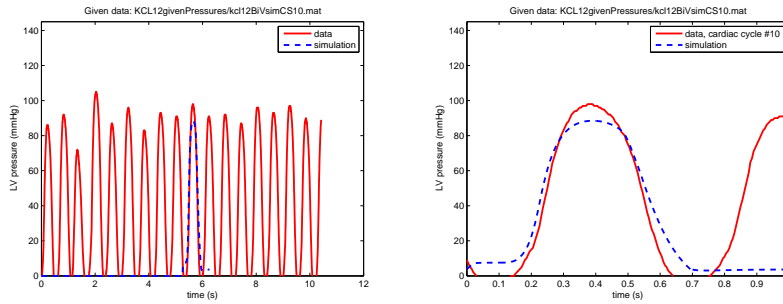 Given data: KCL12givenPressures/kcl12BiVsimCS10.mat
120
100
80
60
40
20
0
LV pressure (mmHg)
data
simulation
0 2 4 6 8 10 12
time (s)
Given data: KCL12givenPressures/kcl12BiVsimCS10.mat
120
100
80
60
40
20
0
LV pressure (mmHg)
data, cardiac cycle #10
simulation
0 0.1 0.2 0.3 0.4 0.5 0.6 0.7 0.8 0.9
time (s)